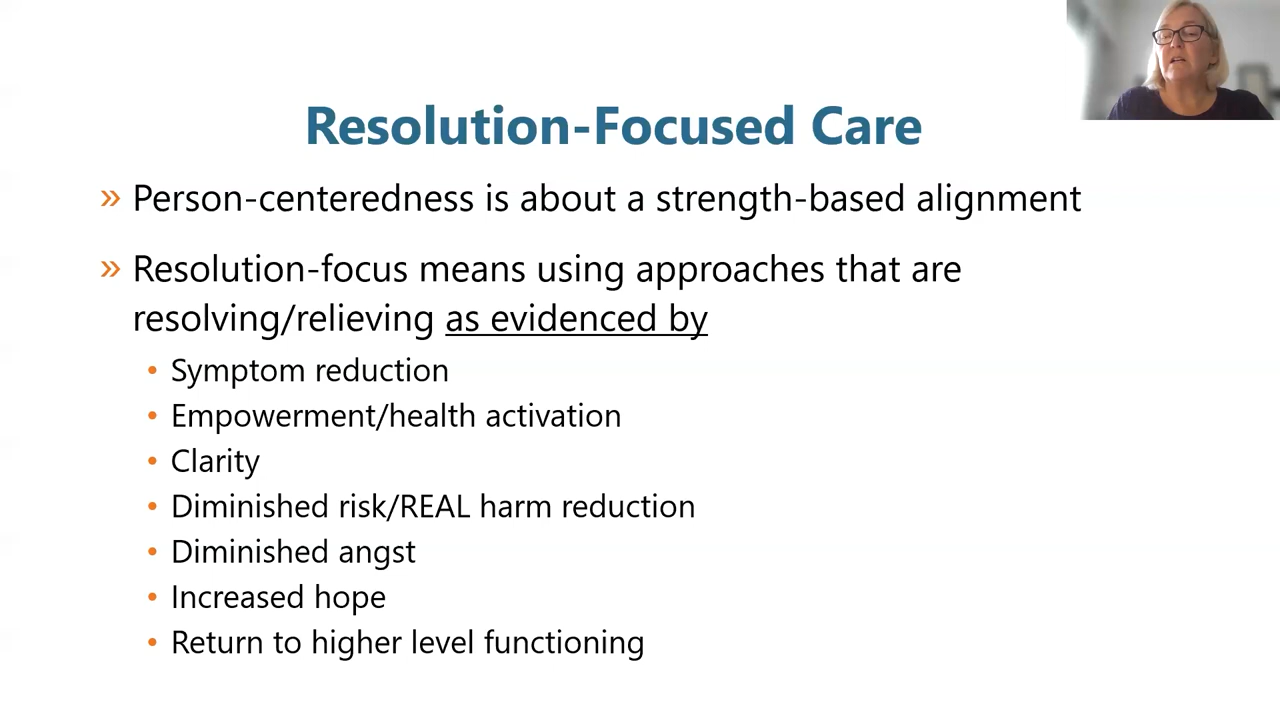 Resolution-Focused Care
» Person-centeredness is about a strength-based alignment
» Resolution-focus means using approaches that are
resolving/relieving as evidenced by
• Symptom reduction
• Empowerment/health activation
• Clarity
• Diminished risk/REAL harm reduction
• Diminished angst
• Increased hope
• Return to higher level functioning